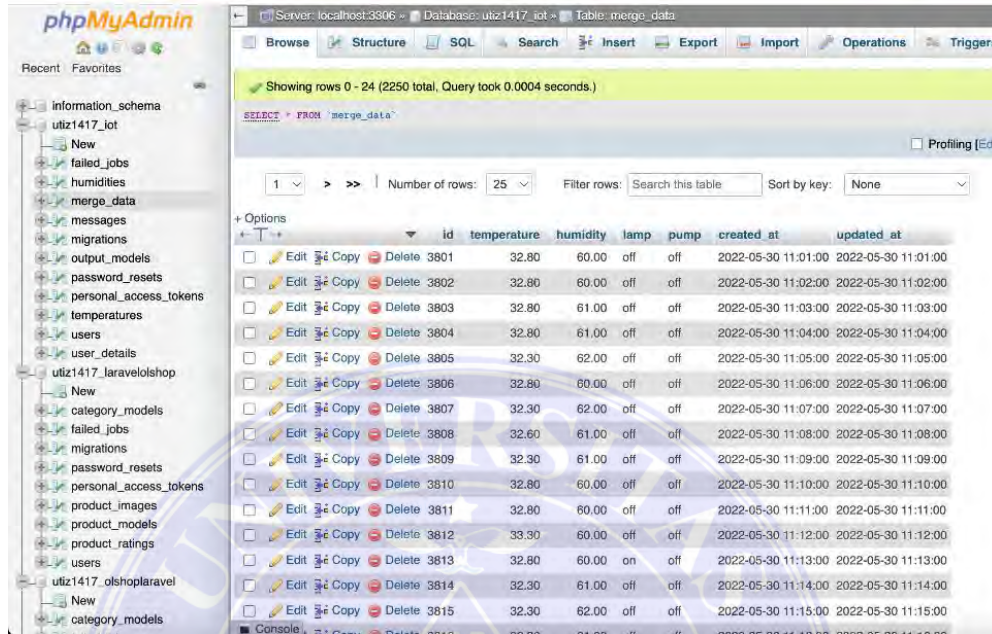 phpMyAdmin
Recent Favorites
information_schema
utiz1417_iot
New
failed_jobs
humidities
merge_data
messages
migrations
output_models
password_resets
personal_access_tokens
temperatures
users
user_details
utiz1417_laravelolshop
New
category_models
failed_jobs
migrations
password_resets
personal_access_tokens
product_images
product_models
product_ratings
users
utiz1417_olshoplaravel
New
category_models
Server: localhost:3306 » Database: utiz1417_iot » Table: merge_data
Browse Structure SQL Search Insert Export Import Operations Triggers
Showing rows 0 - 24 (2250 total, Query took 0.0004 seconds.)
SELECT * FROM `merge_data`
Profiling [Ed
1 > >> Number of rows: 25 Filter rows: Search this table Sort by key: None
+ Options
←T→ id temperature humidity lamp pump created_at updated_at
Edit Copy Delete 3801 32.80 60.00 off off 2022-05-30 11:01:00 2022-05-30 11:01:00
Edit Copy Delete 3802 32.80 60.00 off off 2022-05-30 11:02:00 2022-05-30 11:02:00
Edit Copy Delete 3803 32.80 61.00 off off 2022-05-30 11:03:00 2022-05-30 11:03:00
Edit Copy Delete 3804 32.80 61.00 off off 2022-05-30 11:04:00 2022-05-30 11:04:00
Edit Copy Delete 3805 32.30 62.00 off off 2022-05-30 11:05:00 2022-05-30 11:05:00
Edit Copy Delete 3806 32.80 60.00 off off 2022-05-30 11:06:00 2022-05-30 11:06:00
Edit Copy Delete 3807 32.30 62.00 off off 2022-05-30 11:07:00 2022-05-30 11:07:00
Edit Copy Delete 3808 32.60 61.00 off off 2022-05-30 11:08:00 2022-05-30 11:08:00
Edit Copy Delete 3809 32.30 61.00 off off 2022-05-30 11:09:00 2022-05-30 11:09:00
Edit Copy Delete 3810 32.80 60.00 off off 2022-05-30 11:10:00 2022-05-30 11:10:00
Edit Copy Delete 3811 32.80 60.00 off off 2022-05-30 11:11:00 2022-05-30 11:11:00
Edit Copy Delete 3812 33.30 60.00 off off 2022-05-30 11:12:00 2022-05-30 11:12:00
Edit Copy Delete 3813 32.80 60.00 on off 2022-05-30 11:13:00 2022-05-30 11:13:00
Edit Copy Delete 3814 32.30 61.00 off off 2022-05-30 11:14:00 2022-05-30 11:14:00
Edit Copy Delete 3815 32.30 62.00 off off 2022-05-30 11:15:00 2022-05-30 11:15:00
Console